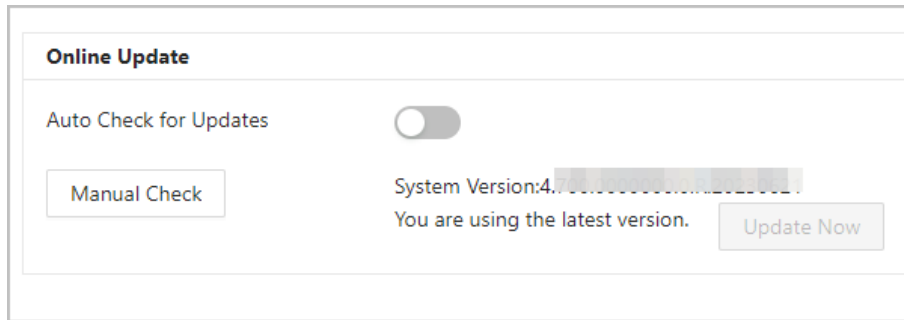 Online Update
Auto Check for Updates
Manual Check
System Version:4.
You are using the latest version.
Update Now